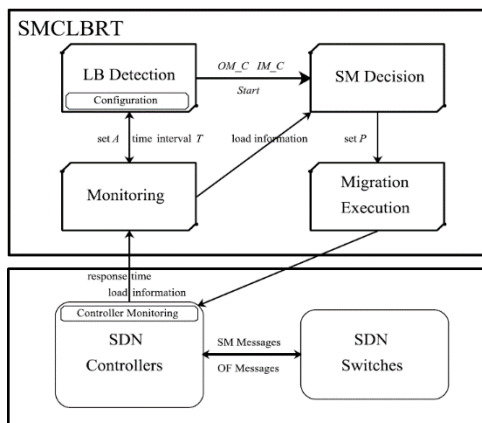 SMCLBRT
LB Detection
Configuration
OM_C IM_C
Start
SM Decision
set A time interval T
load information
set P
Monitoring
Migration
Execution
response time
load information
Controller Monitoring
SDN
Controllers
SM Messages
OF Messages
SDN
Switches